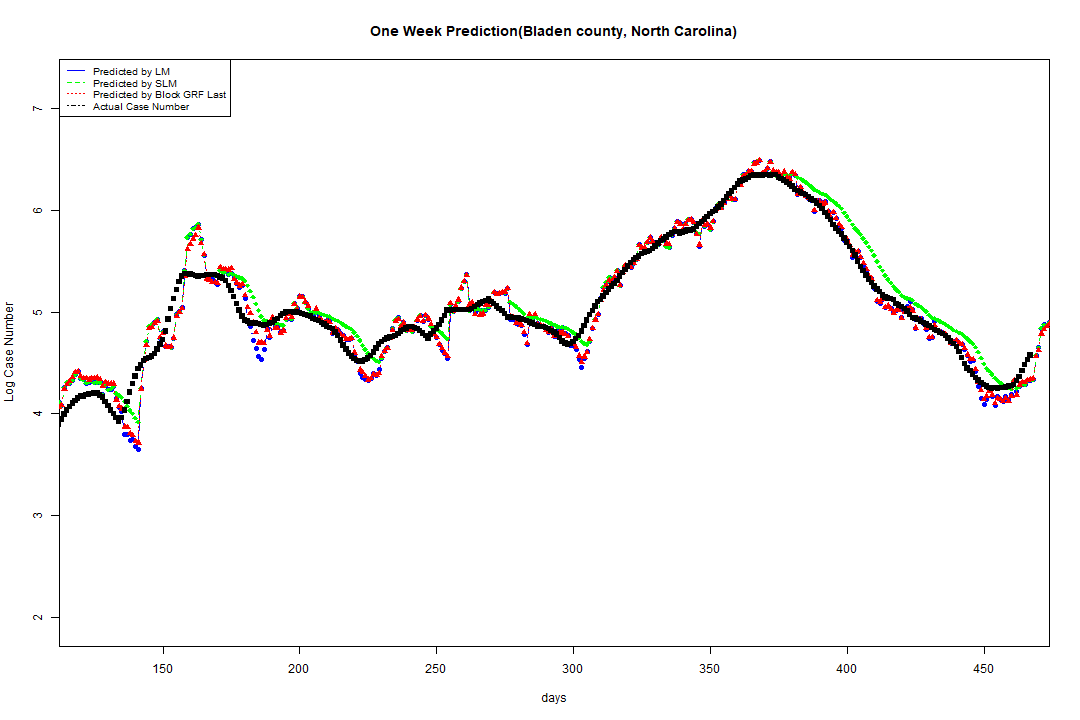 One Week Prediction(Bladen county, North Carolina)
Predicted by LM
Predicted by SLM
Predicted by Block GRF Last
Actual Case Number
Log Case Number
7
6
5
4
3
2
150 200 250 300 350 400 450
days